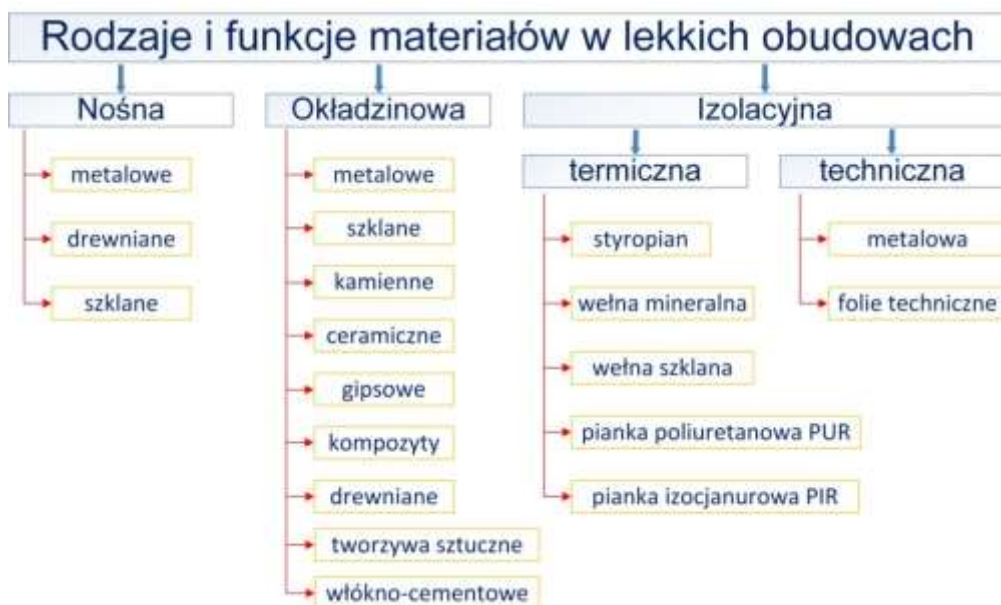 Rodzaje i funkcje materiałów w lekkich obudowach
Nośna
metalowe
drewniane
szklane
Okładzinowa
metalowe
szklane
kamienne
ceramiczne
gipsowe
kompozyty
drewniane
tworzywa sztuczne
włókno-cementowe
Izolacyjna
termiczna
styropian
wełna mineralna
wełna szklana
pianka poliuretanowa PUR
pianka izocjanurowa PIR
techniczna
metalowa
folie techniczne